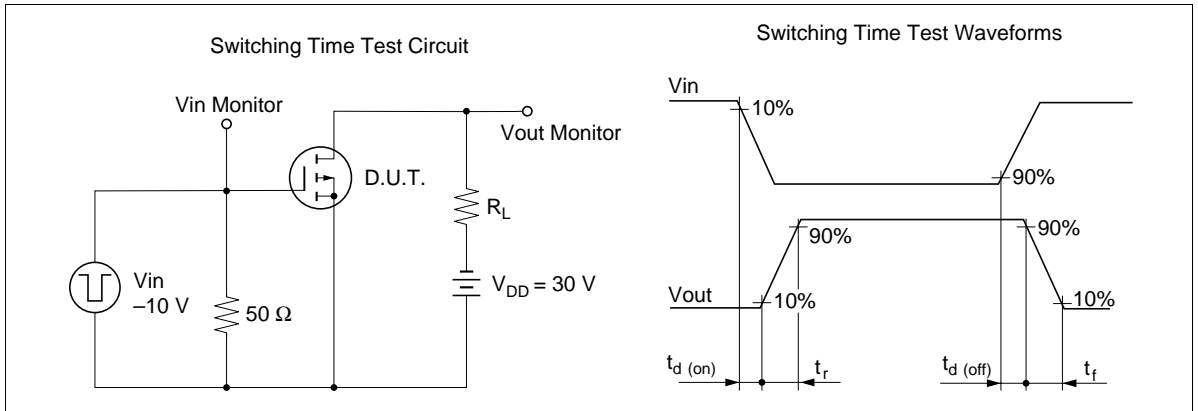 Switching Time Test Circuit
Vin Monitor
Vout Monitor
D.U.T.
R_L
Vin
–10 V
50 Ω
V_DD = 30 V
Switching Time Test Waveforms
Vin
10%
90%
90%
90%
Vout
10%
10%
t_d (on)
t_r
t_d (off)
t_f